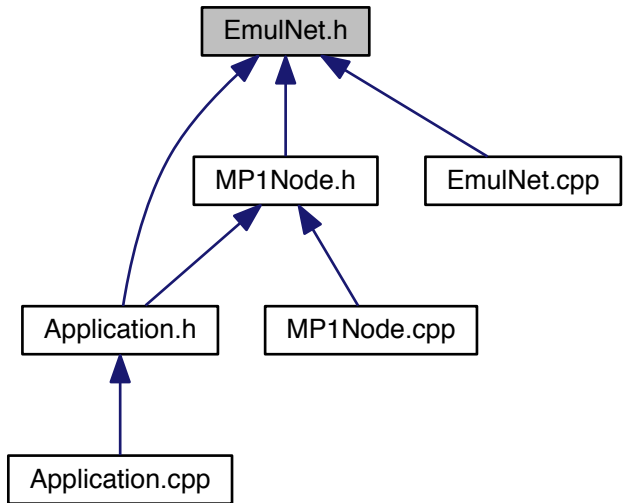 EmulNet.h
MP1Node.h
EmulNet.cpp
Application.h
MP1Node.cpp
Application.cpp